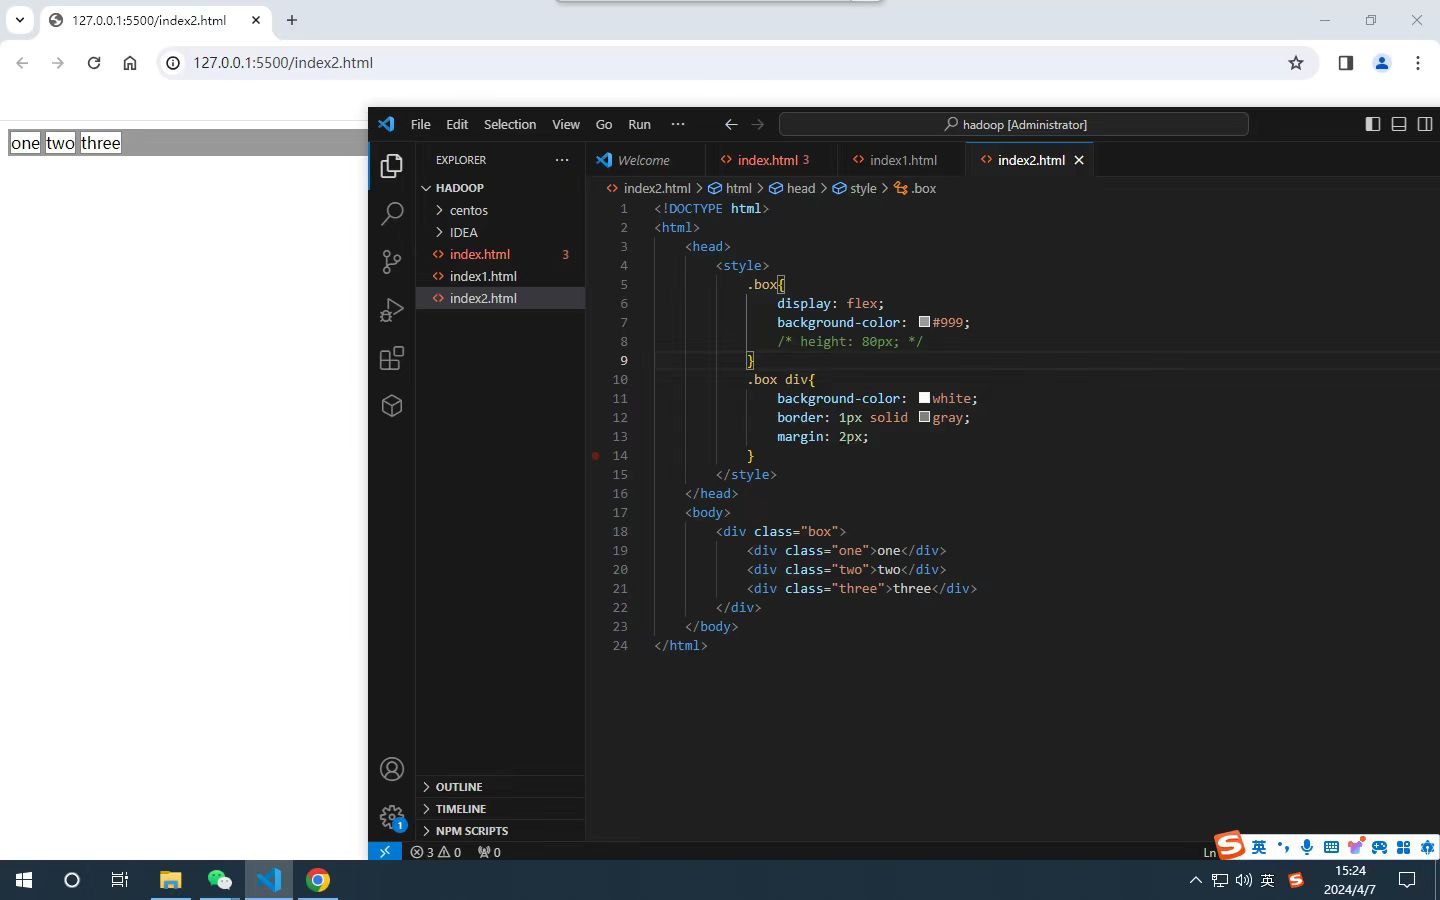 127.0.0.1:5500/index2.html
127.0.0.1:5500/index2.html
one two three
File Edit Selection View Go Run ··· hadoop [Administrator]
EXPLORER ···
HADOOP
centos
IDEA
index.html 3
index1.html
index2.html
OUTLINE
TIMELINE
NPM SCRIPTS
Welcome index.html 3 index1.html index2.html
index2.html > html > head > style > .box
1 <!DOCTYPE html>
2 <html>
3 <head>
4 <style>
5 .box{
6 display: flex;
7 background-color: #999;
8 /* height: 80px; */
9 }
10 .box div{
11 background-color: white;
12 border: 1px solid gray;
13 margin: 2px;
14 }
15 </style>
16 </head>
17 <body>
18 <div class="box">
19 <div class="one">one</div>
20 <div class="two">two</div>
21 <div class="three">three</div>
22 </div>
23 </body>
24 </html>
1
3 0 0 Ln
S 英
英 S 15:24
2024/4/7